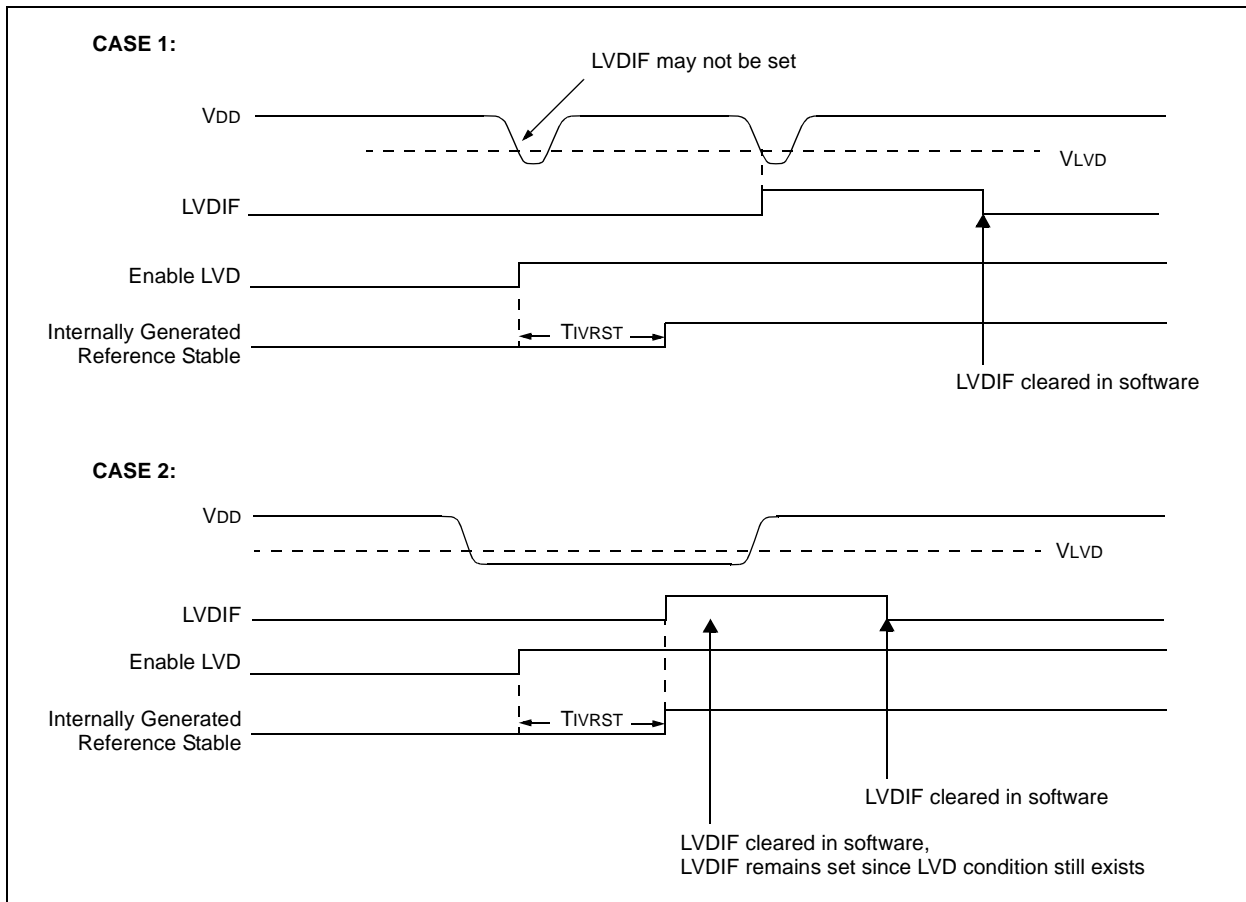 CASE 1:
LVDIF may not be set
VDD
VLVD
LVDIF
Enable LVD
Internally Generated
Reference Stable
TIVRST
LVDIF cleared in software
CASE 2:
VDD
VLVD
LVDIF
Enable LVD
Internally Generated
Reference Stable
TIVRST
LVDIF cleared in software
LVDIF cleared in software,
LVDIF remains set since LVD condition still exists